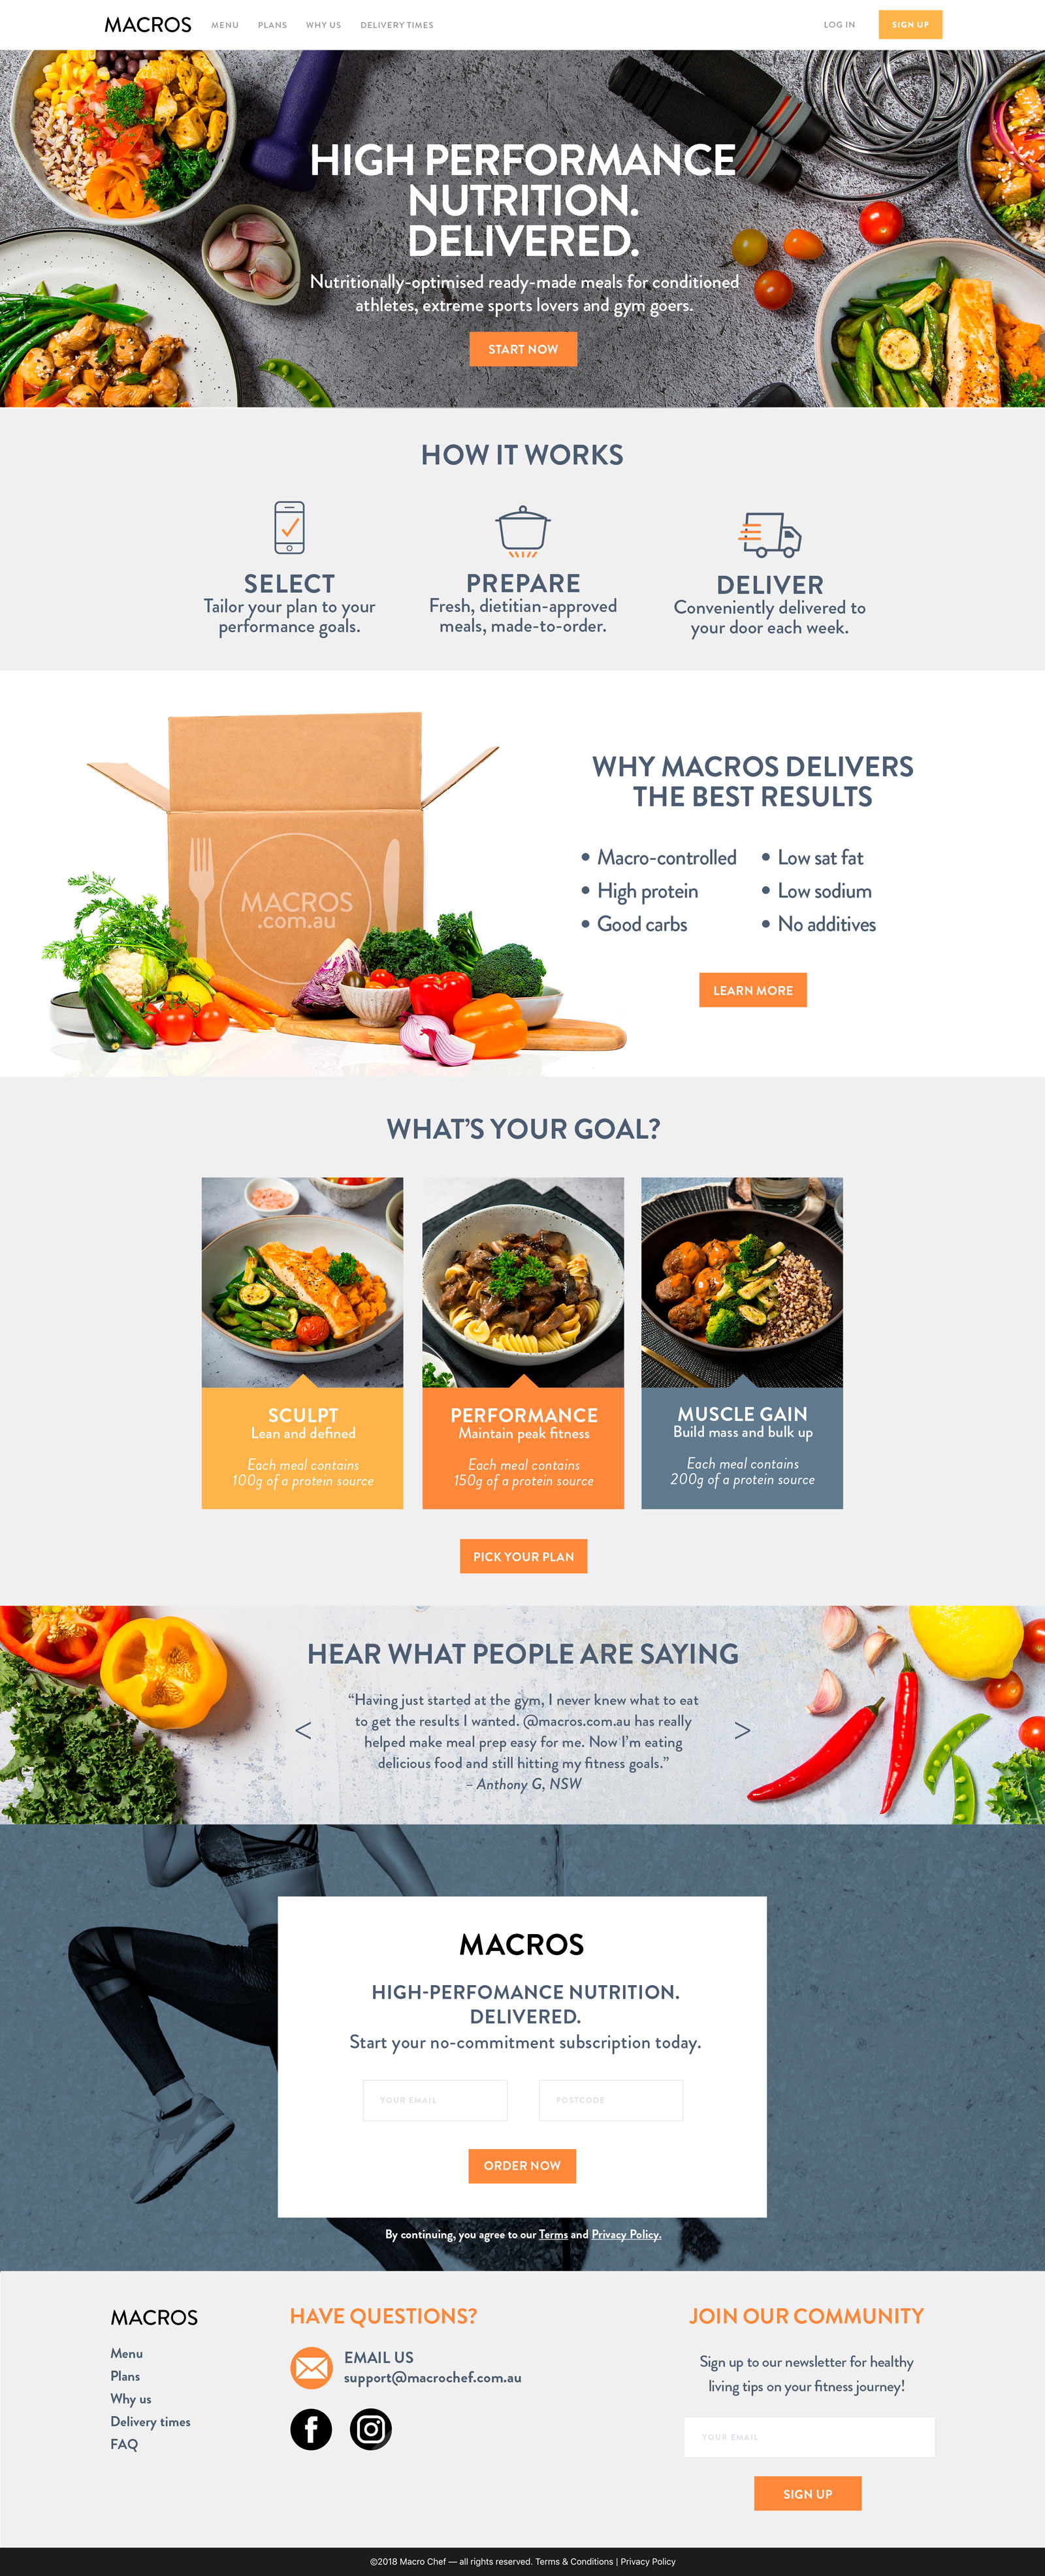 MACROS
MENU
PLANS
WHY US
DELIVERY TIMES
LOG IN
SIGN UP
HIGH PERFORMANCE
NUTRITION.
DELIVERED.
Nutritionally-optimised ready-made meals for conditioned
athletes, extreme sports lovers and gym goers.
START NOW
HOW IT WORKS
SELECT
Tailor your plan to your
performance goals.
PREPARE
Fresh, dietitian-approved
meals, made-to-order.
DELIVER
Conveniently delivered to
your door each week.
MACROS
.com.au
WHY MACROS DELIVERS
THE BEST RESULTS
• Macro-controlled
• High protein
• Good carbs
• Low sat fat
• Low sodium
• No additives
LEARN MORE
WHAT'S YOUR GOAL?
SCULPT
Lean and defined
Each meal contains
100g of a protein source
PERFORMANCE
Maintain peak fitness
Each meal contains
150g of a protein source
MUSCLE GAIN
Build mass and bulk up
Each meal contains
200g of a protein source
PICK YOUR PLAN
HEAR WHAT PEOPLE ARE SAYING
“Having just started at the gym, I never knew what to eat
to get the results I wanted. @macros.com.au has really
helped make meal prep easy for me. Now I'm eating
delicious food and still hitting my fitness goals.”
– Anthony G, NSW
<
>
MACROS
HIGH-PERFOMANCE NUTRITION.
DELIVERED.
Start your no-commitment subscription today.
YOUR EMAIL
POSTCODE
ORDER NOW
By continuing, you agree to our Terms and Privacy Policy.
MACROS
Menu
Plans
Why us
Delivery times
FAQ
HAVE QUESTIONS?
EMAIL US
support@macrochef.com.au
JOIN OUR COMMUNITY
Sign up to our newsletter for healthy
living tips on your fitness journey!
YOUR EMAIL
SIGN UP
©2018 Macro Chef — all rights reserved. Terms & Conditions | Privacy Policy